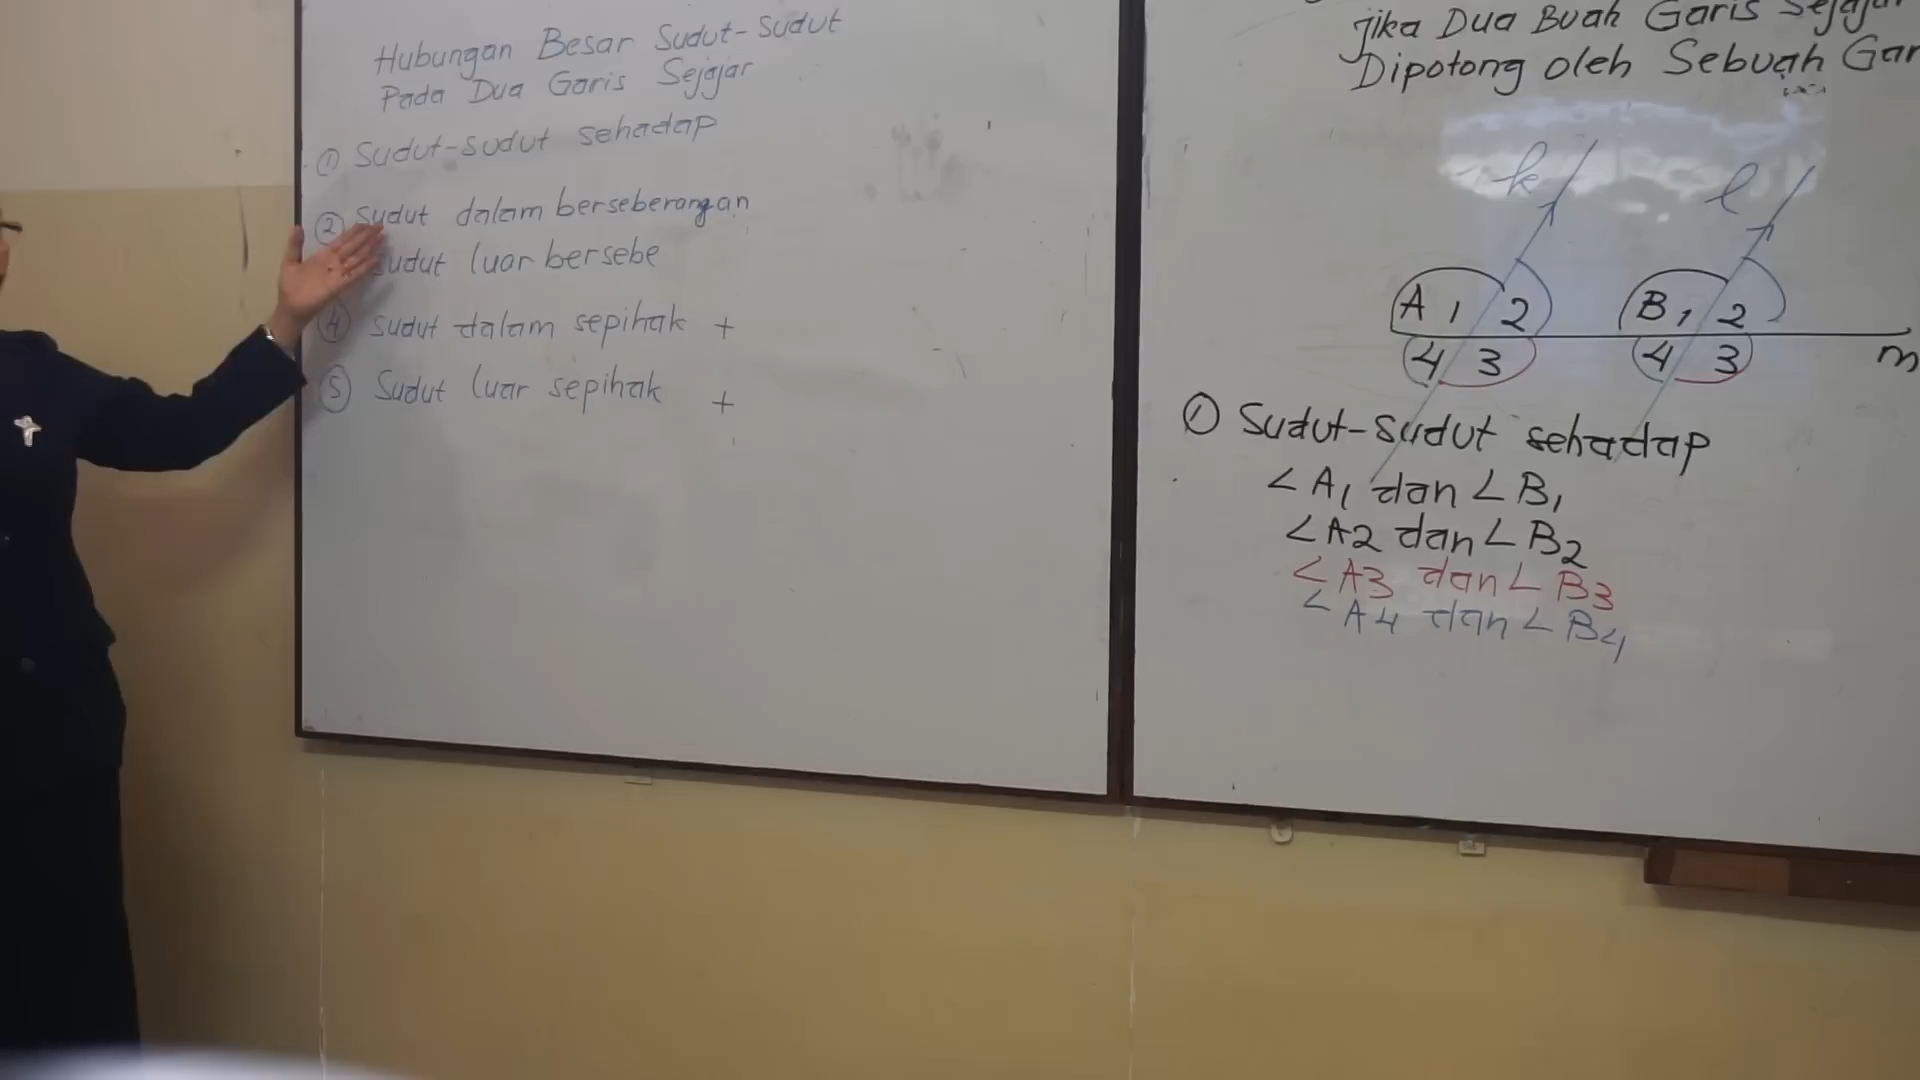 Hubungan Besar Sudut-Sudut
Pada Dua Garis Sejajar
① Sudut-sudut sehadap
② Sudut dalam berseberangan
Sudut luar bersebe
④ Sudut dalam sepihak +
⑤ Sudut luar sepihak +
Jika Dua Buah Garis Sejajar
Dipotong oleh Sebuah Gar
k l
A 1 2 B 1 2
4 3 4 3 m
① Sudut-Sudut sehadap
∠ A1 dan ∠ B1
∠ A2 dan ∠ B2
∠ A3 dan ∠ B3
∠ A4 dan ∠ B4